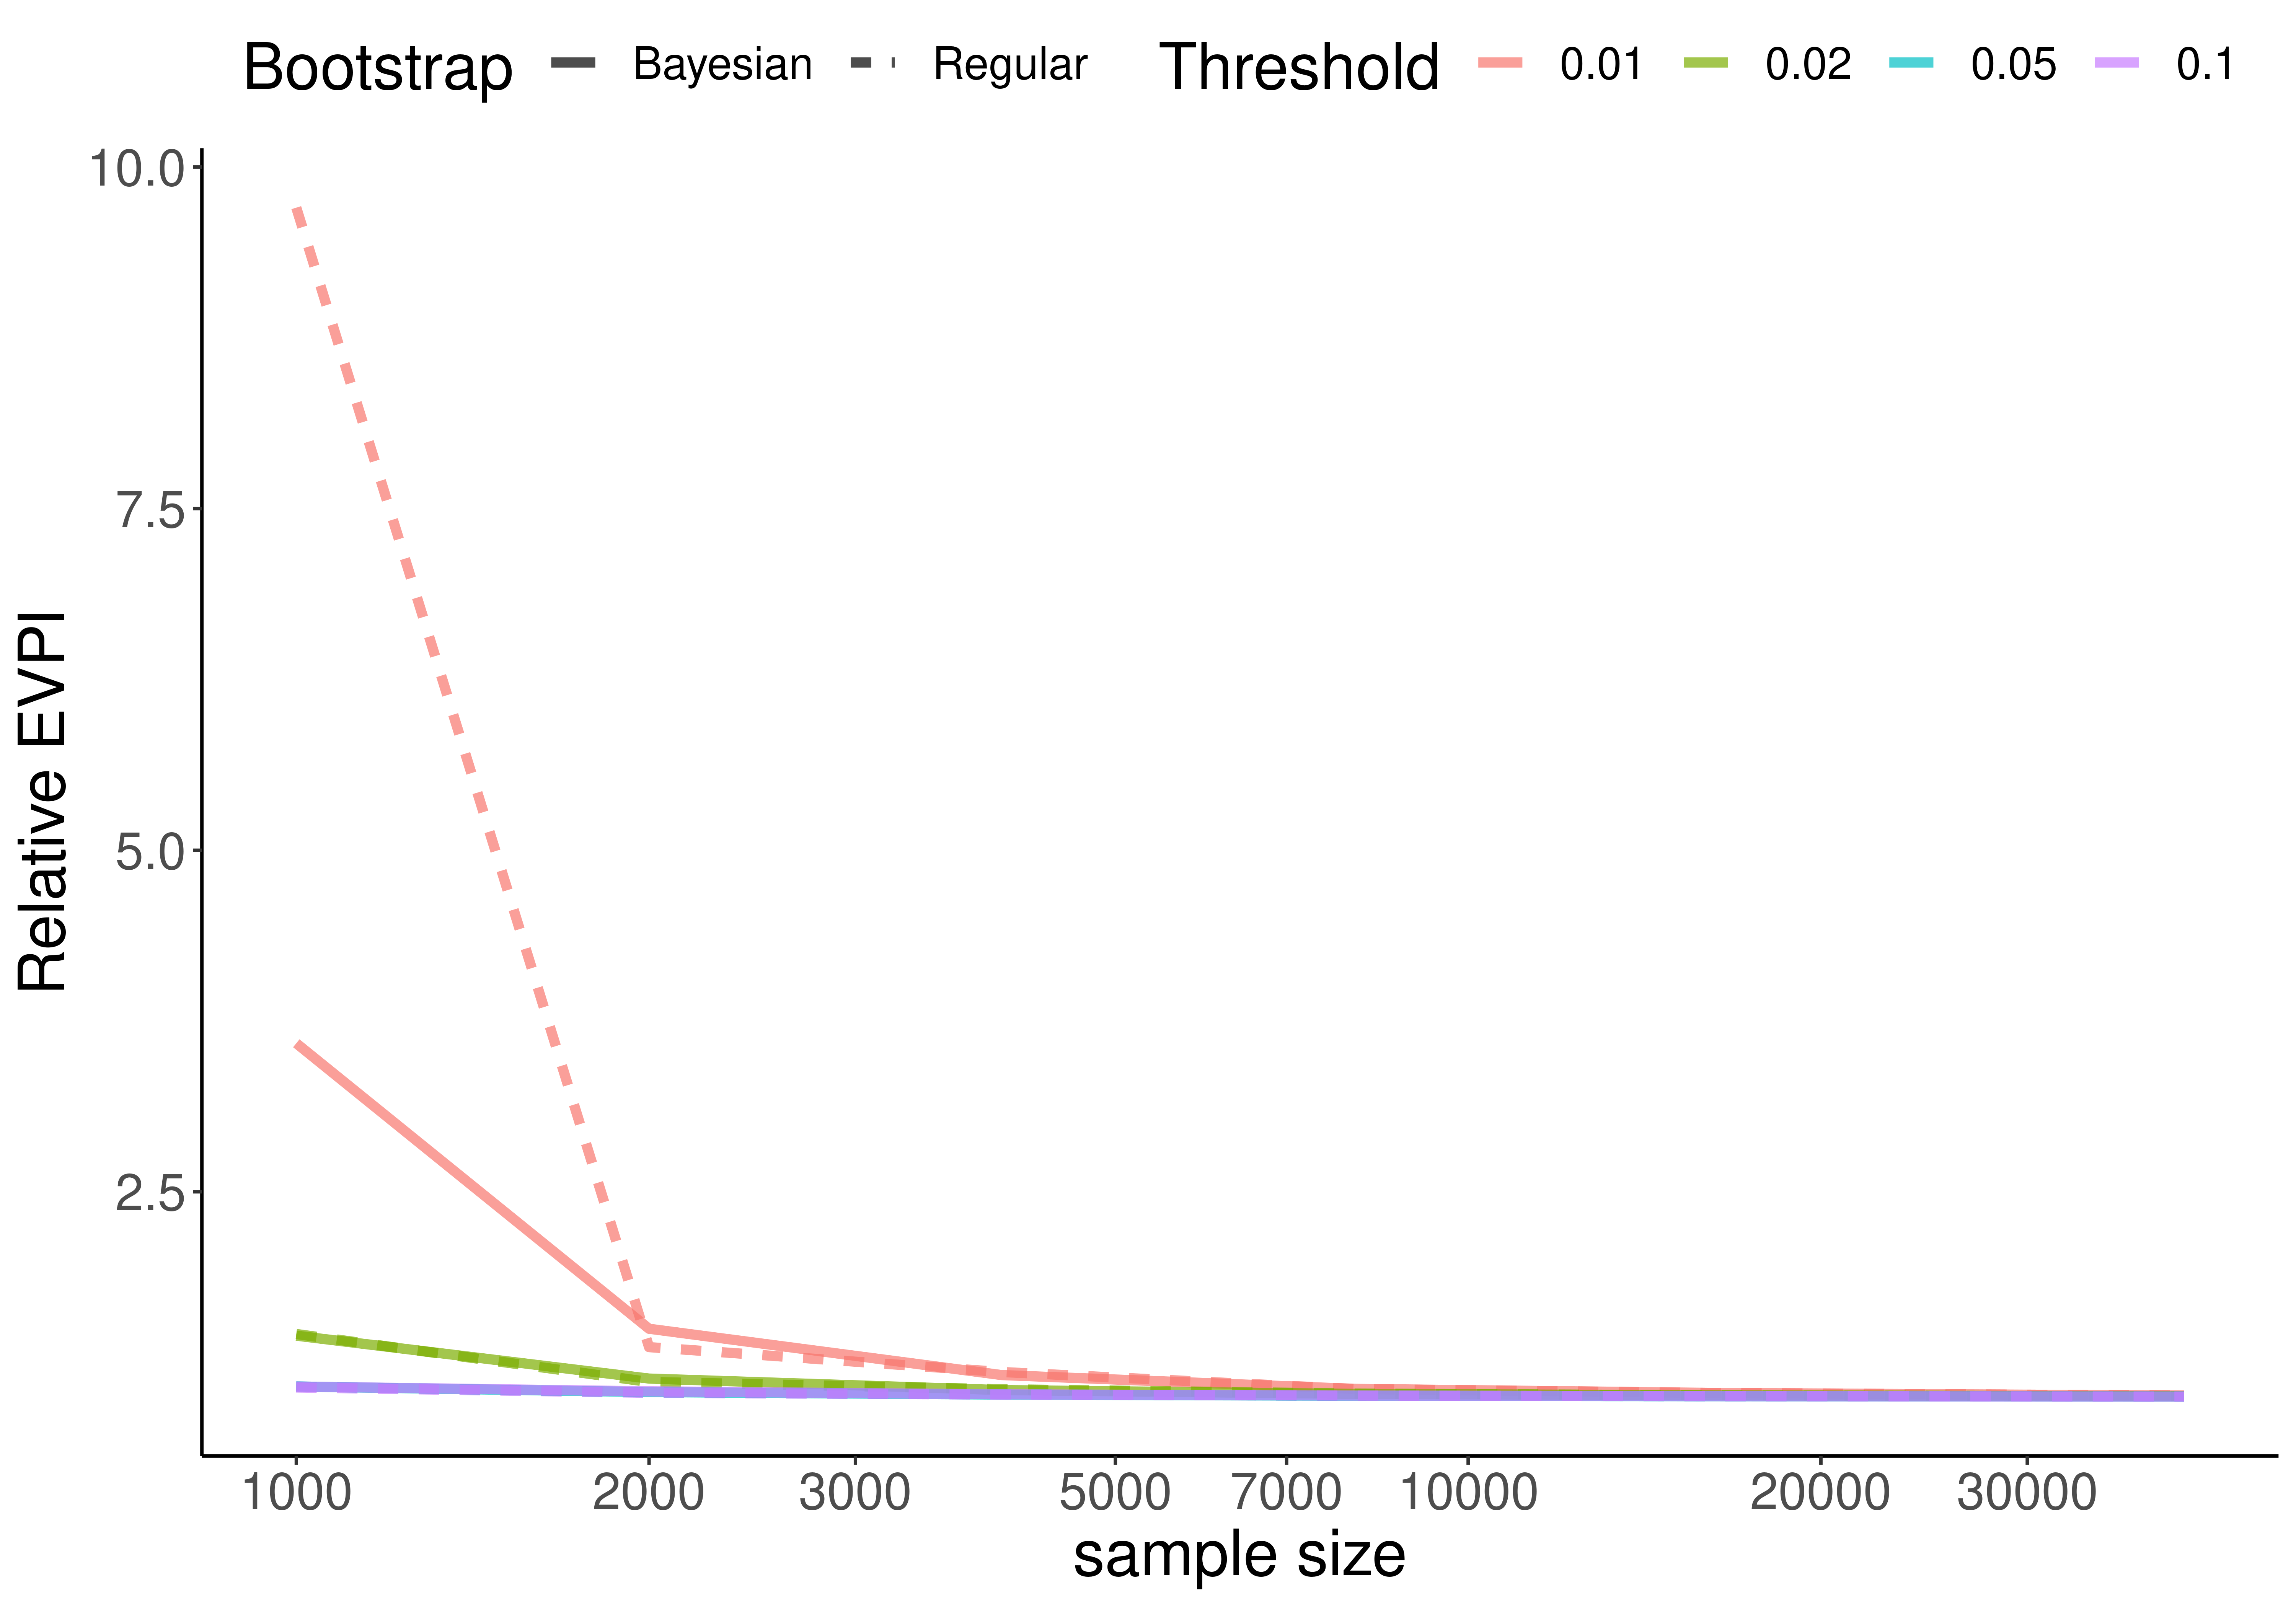 Bootstrap Bayesian Regular Threshold 0.01 0.02 0.05 0.1
10.0
7.5
5.0
2.5
Relative EVPI
1000 2000 3000 5000 7000 10000 20000 30000
sample size